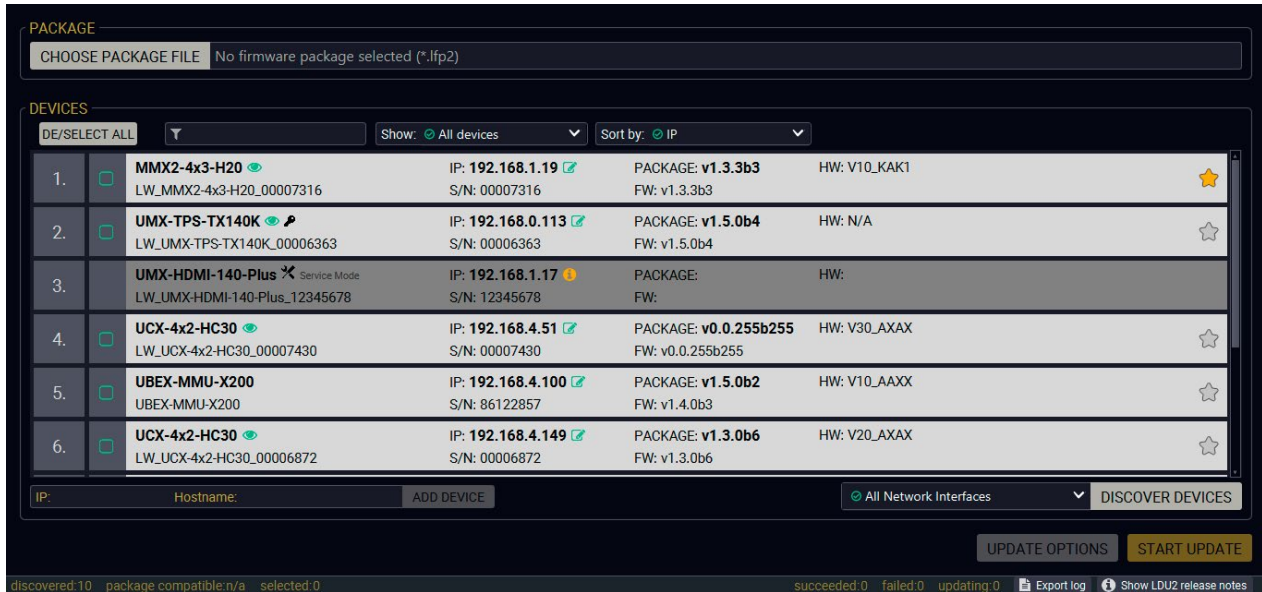 PACKAGE
CHOOSE PACKAGE FILE No firmware package selected (*.lfp2)
DEVICES
DE/SELECT ALL Show: All devices Sort by: IP
1. MMX2-4x3-H20 IP: 192.168.1.19 PACKAGE: v1.3.3b3 HW: V10_KAK1
LW_MMX2-4x3-H20_00007316 S/N: 00007316 FW: v1.3.3b3
2. UMX-TPS-TX140K IP: 192.168.0.113 PACKAGE: v1.5.0b4 HW: N/A
LW_UMX-TPS-TX140K_00006363 S/N: 00006363 FW: v1.5.0b4
3. UMX-HDMI-140-Plus Service Mode IP: 192.168.1.17 PACKAGE: HW:
LW_UMX-HDMI-140-Plus_12345678 S/N: 12345678 FW:
4. UCX-4x2-HC30 IP: 192.168.4.51 PACKAGE: v0.0.255b255 HW: V30_AXAX
LW_UCX-4x2-HC30_00007430 S/N: 00007430 FW: v0.0.255b255
5. UBEX-MMU-X200 IP: 192.168.4.100 PACKAGE: v1.5.0b2 HW: V10_AAXX
UBEX-MMU-X200 S/N: 86122857 FW: v1.4.0b3
6. UCX-4x2-HC30 IP: 192.168.4.149 PACKAGE: v1.3.0b6 HW: V20_AXAX
LW_UCX-4x2-HC30_00006872 S/N: 00006872 FW: v1.3.0b6
IP: Hostname: ADD DEVICE All Network Interfaces DISCOVER DEVICES
UPDATE OPTIONS START UPDATE
discovered:10 package compatible:n/a selected:0 succeeded:0 failed:0 updating:0 Export log Show LDU2 release notes